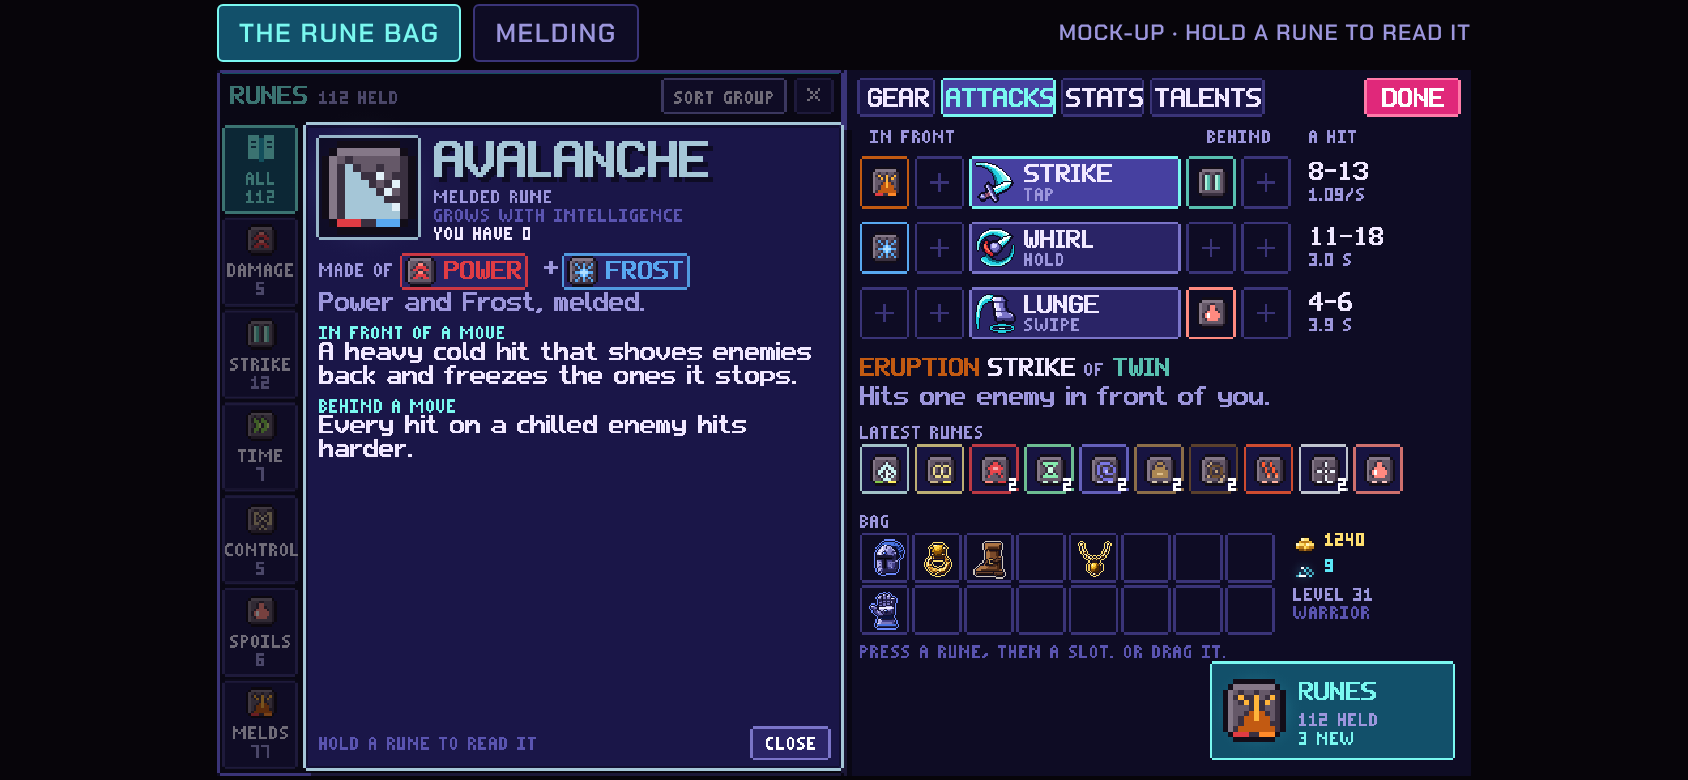 THE RUNE BAG
MELDING
MOCK-UP · HOLD A RUNE TO READ IT
RUNES 112 HELD
SORT GROUP
×
ALL
112
DAMAGE
5
STRIKE
12
TIME
7
CONTROL
5
SPOILS
6
MELDS
77
AVALANCHE
MELDED RUNE
GROWS WITH INTELLIGENCE
YOU HAVE 0
MADE OF POWER + FROST
Power and Frost, melded.
IN FRONT OF A MOVE
A heavy cold hit that shoves enemies
back and freezes the ones it stops.
BEHIND A MOVE
Every hit on a chilled enemy hits
harder.
HOLD A RUNE TO READ IT
CLOSE
GEAR
ATTACKS
STATS
TALENTS
DONE
IN FRONT
BEHIND
A HIT
+
STRIKE
TAP
+
8-13
1.09/S
+
WHIRL
HOLD
+
+
11-18
3.0 S
+
+
LUNGE
SWIPE
+
4-6
3.9 S
ERUPTION STRIKE OF TWIN
Hits one enemy in front of you.
LATEST RUNES
2
2
2
2
2
2
BAG
1240
9
LEVEL 31
WARRIOR
PRESS A RUNE, THEN A SLOT. OR DRAG IT.
RUNES
112 HELD
3 NEW